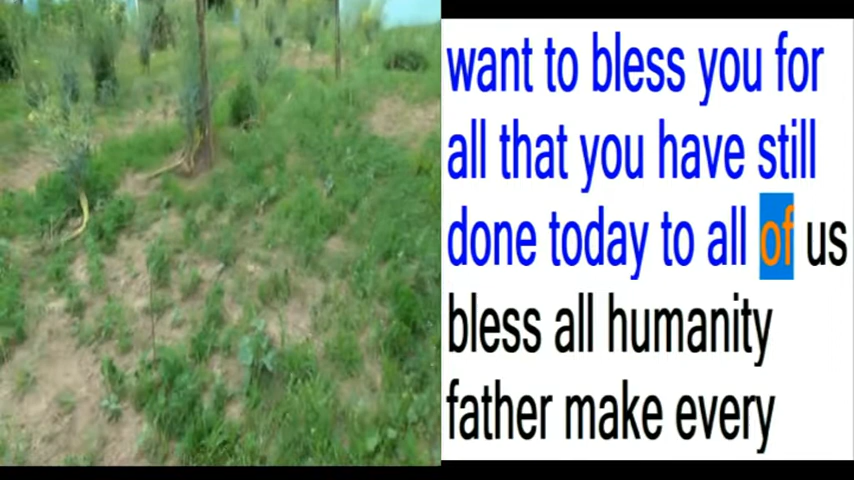 want to bless you for
all that you have still
done today to all of us
bless all humanity
father make every